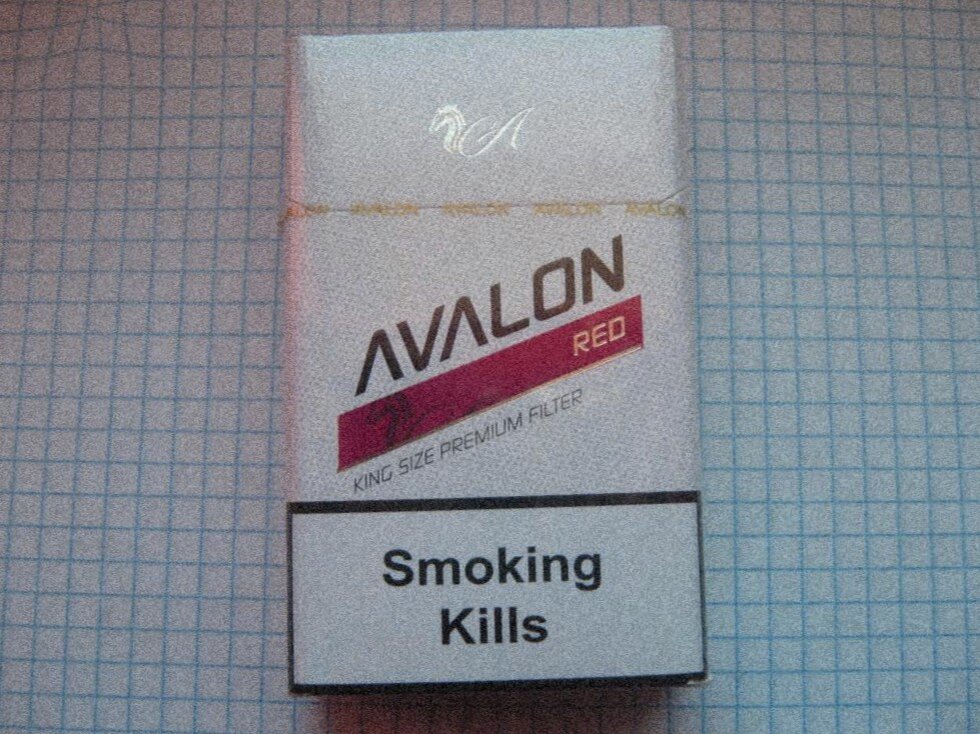 A
AVALON AVALON AVALON AVALON
AVALON
RED
KING SIZE PREMIUM FILTER
Smoking
Kills